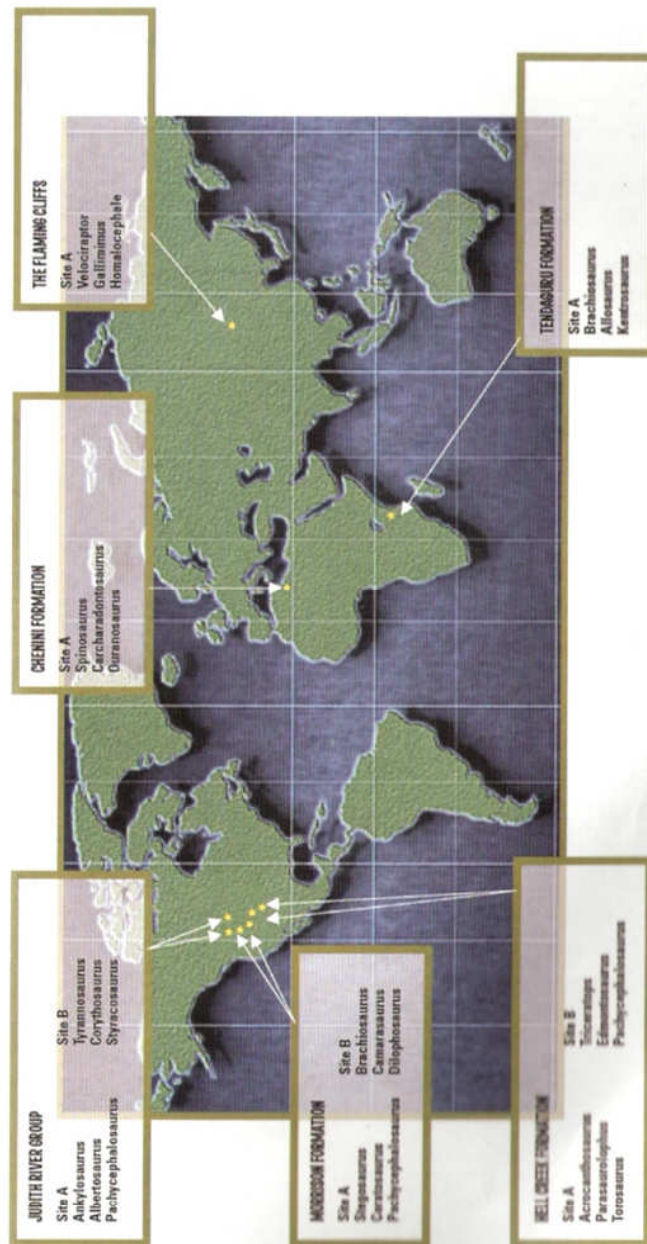 JUDITH RIVER GROUP
Site A
Ankylosaurus
Albertosaurus
Pachycephalosaurus
Site B
Tyrannosaurus
Corythosaurus
Styracosaurus
CHENINI FORMATION
Site A
Spinosaurus
Carcharadontosaurus
Ouranosaurus
THE FLAMING CLIFFS
Site A
Velociraptor
Gallimimus
Homalocephale
MORRISON FORMATION
Site A
Stegosaurus
Ceratosaurus
Pachycephalosaurus
Site B
Brachiosaurus
Camarasaurus
Dilophosaurus
HELL CREEK FORMATION
Site A
Acrocanthosaurus
Parasaurolophus
Torosaurus
Site B
Triceratops
Edmontosaurus
Pachycephalosaurus
TENDAGURU FORMATION
Site A
Brachiosaurus
Allosaurus
Kentrosaurus